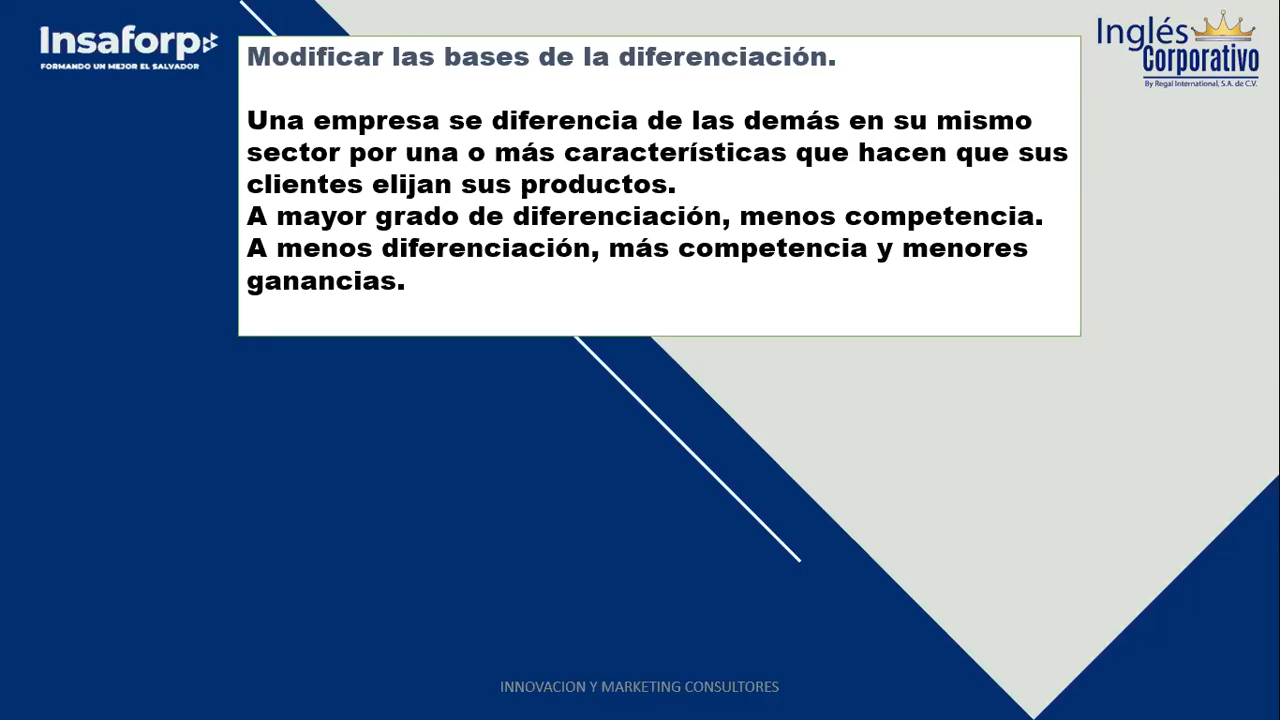 Insaforp
FORMANDO UN MEJOR EL SALVADOR
Inglés
Corporativo
By Regal International, S.A. de C.V.
Modificar las bases de la diferenciación.
Una empresa se diferencia de las demás en su mismo
sector por una o más características que hacen que sus
clientes elijan sus productos.
A mayor grado de diferenciación, menos competencia.
A menos diferenciación, más competencia y menores
ganancias.
INNOVACION Y MARKETING CONSULTORES